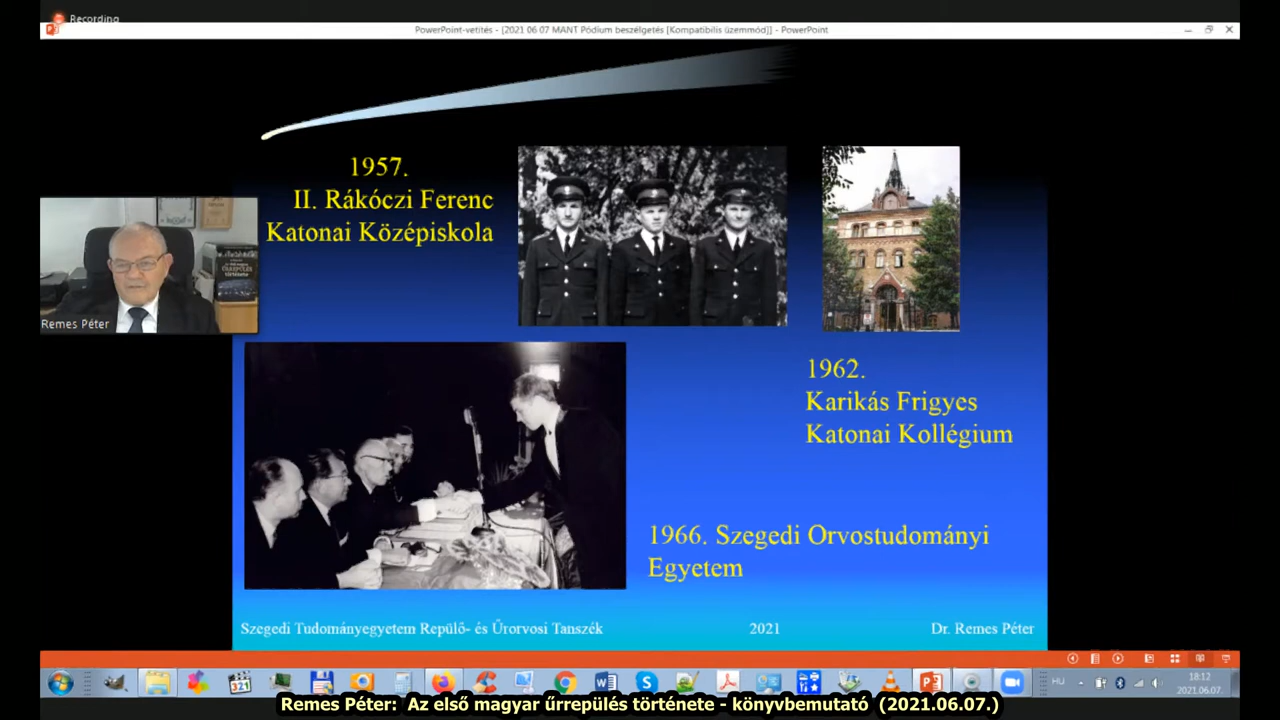 Recording
PowerPoint-vetítés - [2021 06 07 MANT Pódium beszélgetés [Kompatibilis üzemmód]] - PowerPoint
1957.
II. Rákóczi Ferenc
Katonai Középiskola
Remes Péter
1962.
Karikás Frigyes
Katonai Kollégium
1966. Szegedi Orvostudományi
Egyetem
Szegedi Tudományegyetem Repülő- és Űrorvosi Tanszék
2021
Dr. Remes Péter
321
HU
18:12
2021.06.07.
Remes Péter:  Az első magyar űrrepülés története - könyvbemutató  (2021.06.07.)